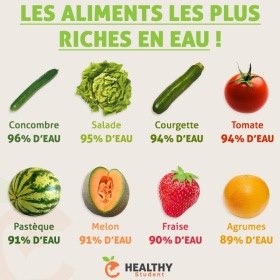 LES ALIMENTS LES PLUS
RICHES EN EAU !
Concombre
96% D'EAU
Salade
95% D'EAU
Courgette
94% D'EAU
Tomate
94% D'EAU
Pastèque
91% D'EAU
Melon
91% D'EAU
Fraise
90% D'EAU
Agrumes
89% D'EAU
HEALTHY
Student